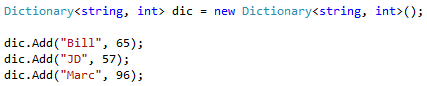 Dictionary<string, int> dic = new Dictionary<string, int>();
dic.Add("Bill", 65);
dic.Add("JD", 57);
dic.Add("Marc", 96);